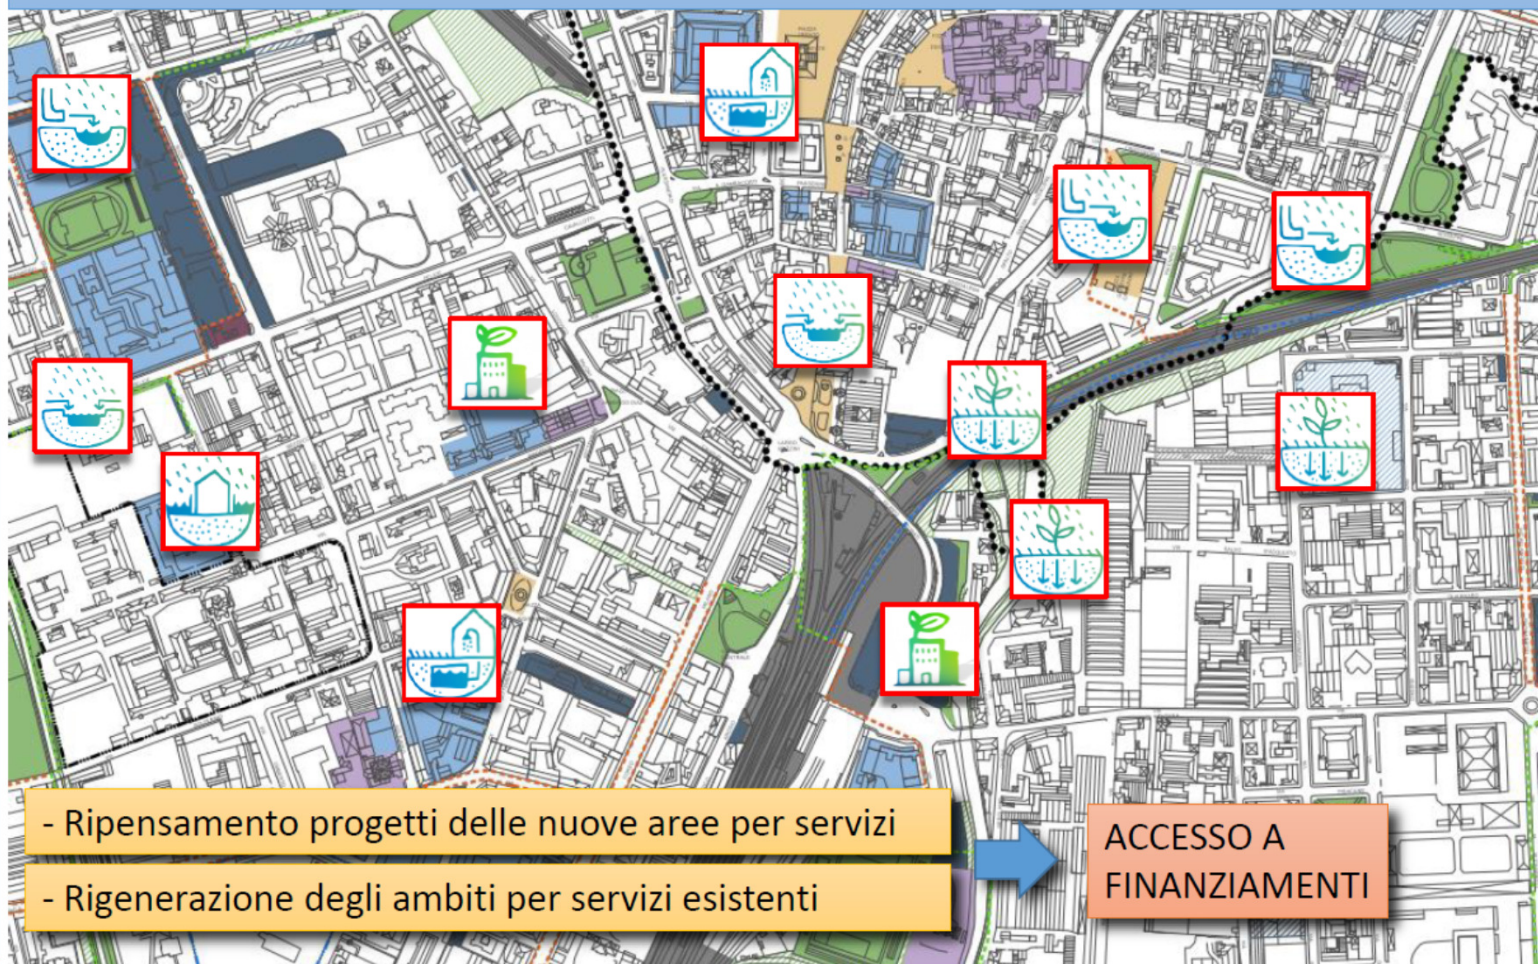 - Ripensamento progetti delle nuove aree per servizi
- Rigenerazione degli ambiti per servizi esistenti
ACCESSO A
FINANZIAMENTI